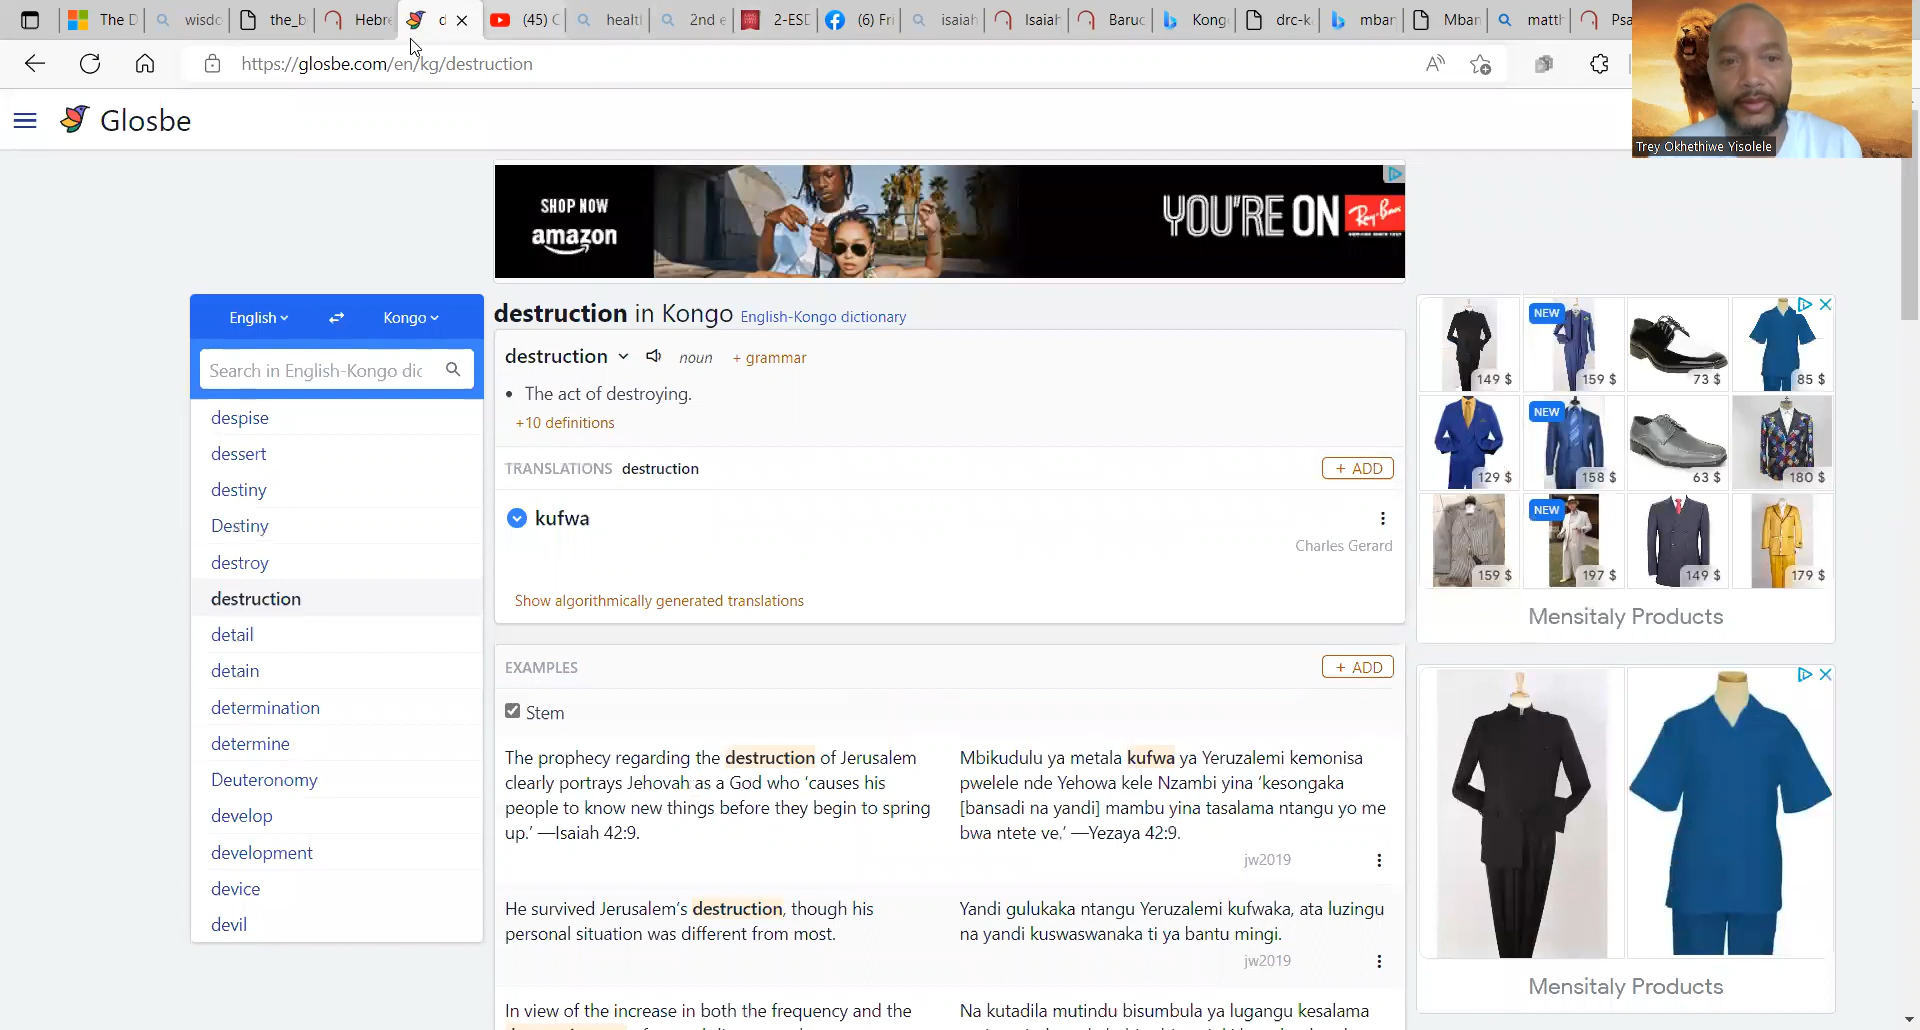 The D
wisdo
the_b
Hebre
d
(45) C
healt
2nd e
2-ESD
(6) Fri
isaiah
Isaiah
Baruc
Kong
drc-k
mban
Mban
matth
Psa
https://glosbe.com/en/kg/destruction
Trey Okhethiwe Yisolele
Glosbe
SHOP NOW
amazon
YOU'RE ON
Ray-Ban
English
Kongo
Search in English-Kongo dic
despise
dessert
destiny
Destiny
destroy
destruction
detail
detain
determination
determine
Deuteronomy
develop
development
device
devil
destruction in Kongo English-Kongo dictionary
destruction noun + grammar
• The act of destroying.
+10 definitions
TRANSLATIONS destruction
+ ADD
kufwa
Charles Gerard
Show algorithmically generated translations
EXAMPLES
+ ADD
Stem
The prophecy regarding the destruction of Jerusalem
clearly portrays Jehovah as a God who ‘causes his
people to know new things before they begin to spring
up.’ —Isaiah 42:9.
Mbikudulu ya metala kufwa ya Yeruzalemi kemonisa
pwelele nde Yehowa kele Nzambi yina ‘kesongaka
[bansadi na yandi] mambu yina tasalama ntangu yo me
bwa ntete ve.’ —Yezaya 42:9.
jw2019
He survived Jerusalem’s destruction, though his
personal situation was different from most.
Yandi gulukaka ntangu Yeruzalemi kufwaka, ata luzingu
na yandi kuswaswanaka ti ya bantu mingi.
jw2019
In view of the increase in both the frequency and the
Na kutadila mutindu bisumbula ya lugangu kesalama
NEW
149 $
159 $
73 $
85 $
NEW
129 $
158 $
63 $
180 $
NEW
159 $
197 $
149 $
179 $
Mensitaly Products
Mensitaly Products